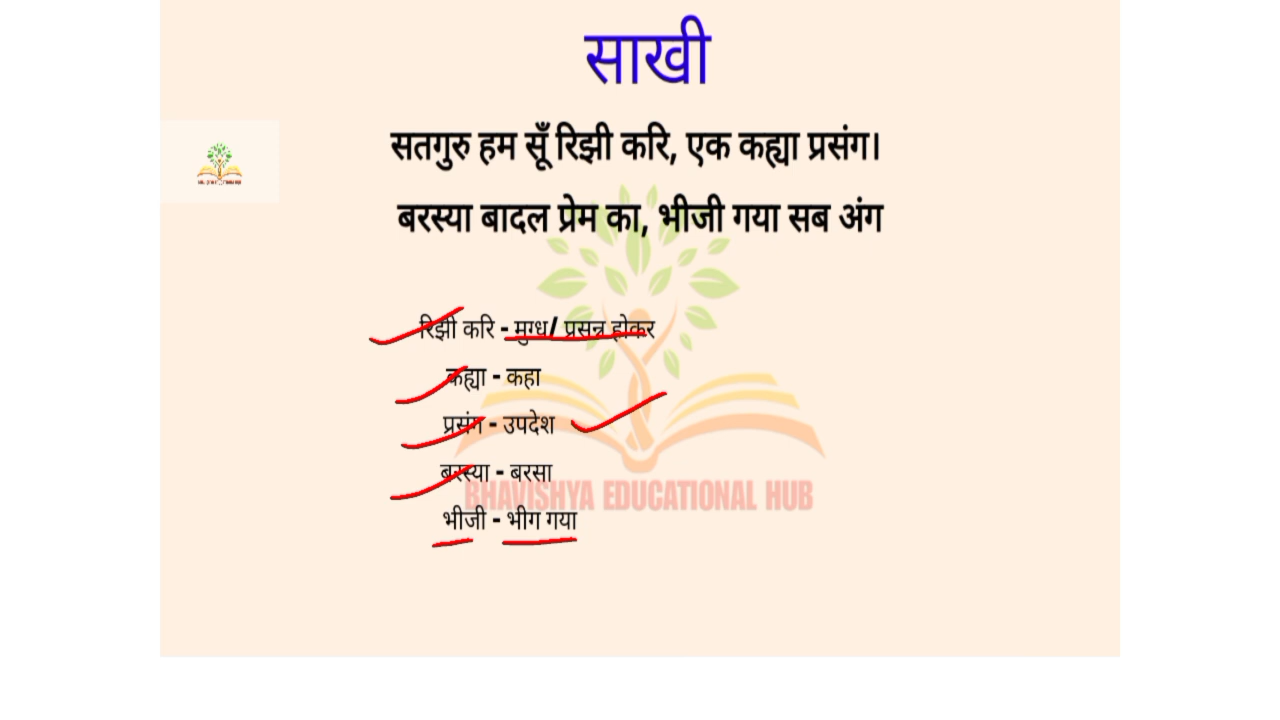 साखी
सतगुरु हम सूँ रिझी करि, एक कह्या प्रसंग।
बरस्या बादल प्रेम का, भीजी गया सब अंग
रिझी करि - मुग्ध/ प्रसन्न होकर
कह्या - कहा
प्रसंग - उपदेश
बरस्या - बरसा
BHAVISHYA EDUCATIONAL HUB
भीजी - भीग गया